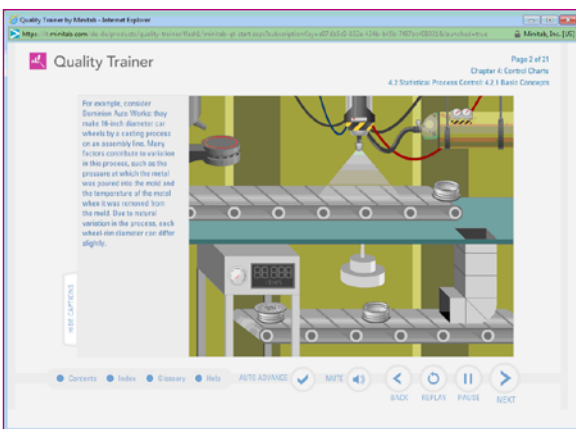 Quality Trainer by Minitab - Internet Explorer
Minitab, Inc. [US]
Quality Trainer
Page 2 of 21
Chapter 4: Control Charts
4.2 Statistical Process Control: 4.2.1 Basic Concepts
For example, consider
Dominion Auto Works: they
make 16-inch diameter car
wheels by a casting process
on an assembly line. Many
factors contribute to variation
in this process, such as the
pressure at which the metal
was poured into the mold and
the temperature of the metal
when it was removed from
the mold. Due to natural
variation in the process, each
wheel-rim diameter can differ
slightly.
HIDE CAPTIONS
Contents Index Glossary Help AUTO ADVANCE MUTE
BACK REPLAY PAUSE NEXT